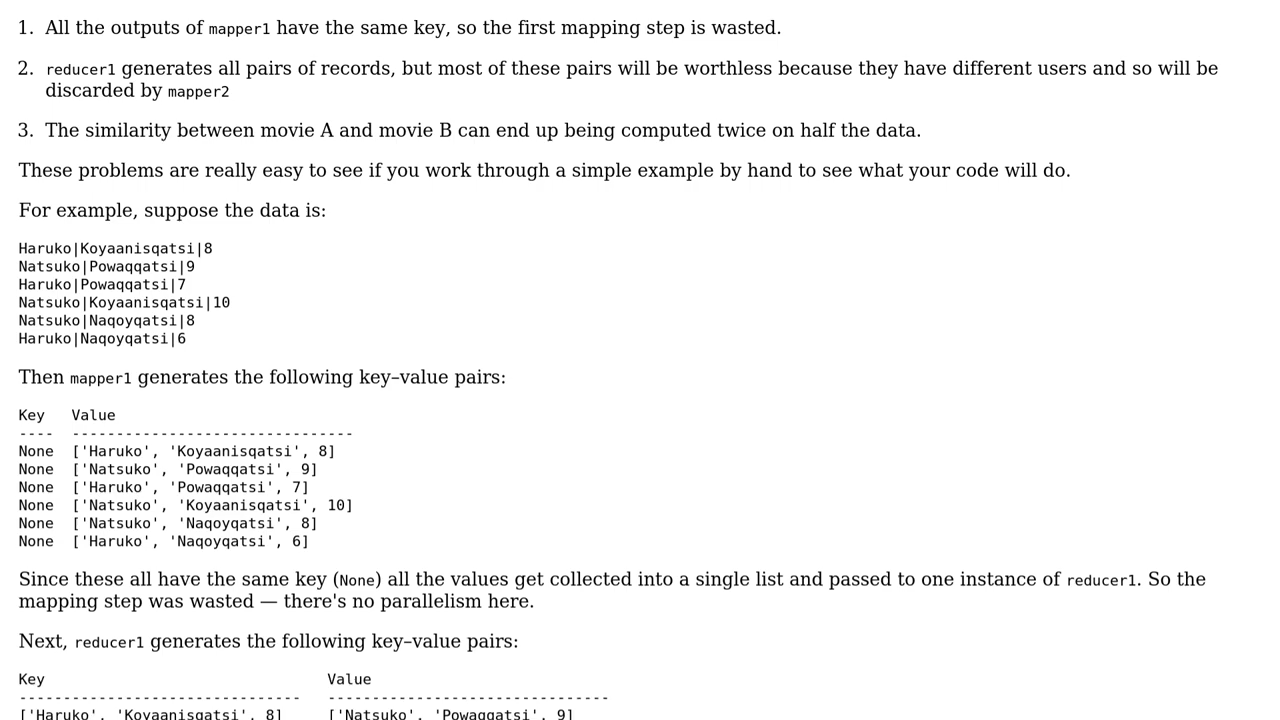 1. All the outputs of mapper1 have the same key, so the first mapping step is wasted.
2. reducer1 generates all pairs of records, but most of these pairs will be worthless because they have different users and so will be
discarded by mapper2
3. The similarity between movie A and movie B can end up being computed twice on half the data.
These problems are really easy to see if you work through a simple example by hand to see what your code will do.
For example, suppose the data is:
Haruko|Koyaanisqatsi|8
Natsuko|Powaqqatsi|9
Haruko|Powaqqatsi|7
Natsuko|Koyaanisqatsi|10
Natsuko|Naqoyqatsi|8
Haruko|Naqoyqatsi|6
Then mapper1 generates the following key–value pairs:
Key   Value
----  --------------------------------
None  ['Haruko', 'Koyaanisqatsi', 8]
None  ['Natsuko', 'Powaqqatsi', 9]
None  ['Haruko', 'Powaqqatsi', 7]
None  ['Natsuko', 'Koyaanisqatsi', 10]
None  ['Natsuko', 'Naqoyqatsi', 8]
None  ['Haruko', 'Naqoyqatsi', 6]
Since these all have the same key (None) all the values get collected into a single list and passed to one instance of reducer1. So the
mapping step was wasted — there's no parallelism here.
Next, reducer1 generates the following key–value pairs:
Key                                Value
--------------------------------   --------------------------------
['Haruko', 'Koyaanisqatsi', 8]     ['Natsuko', 'Powaqqatsi', 9]